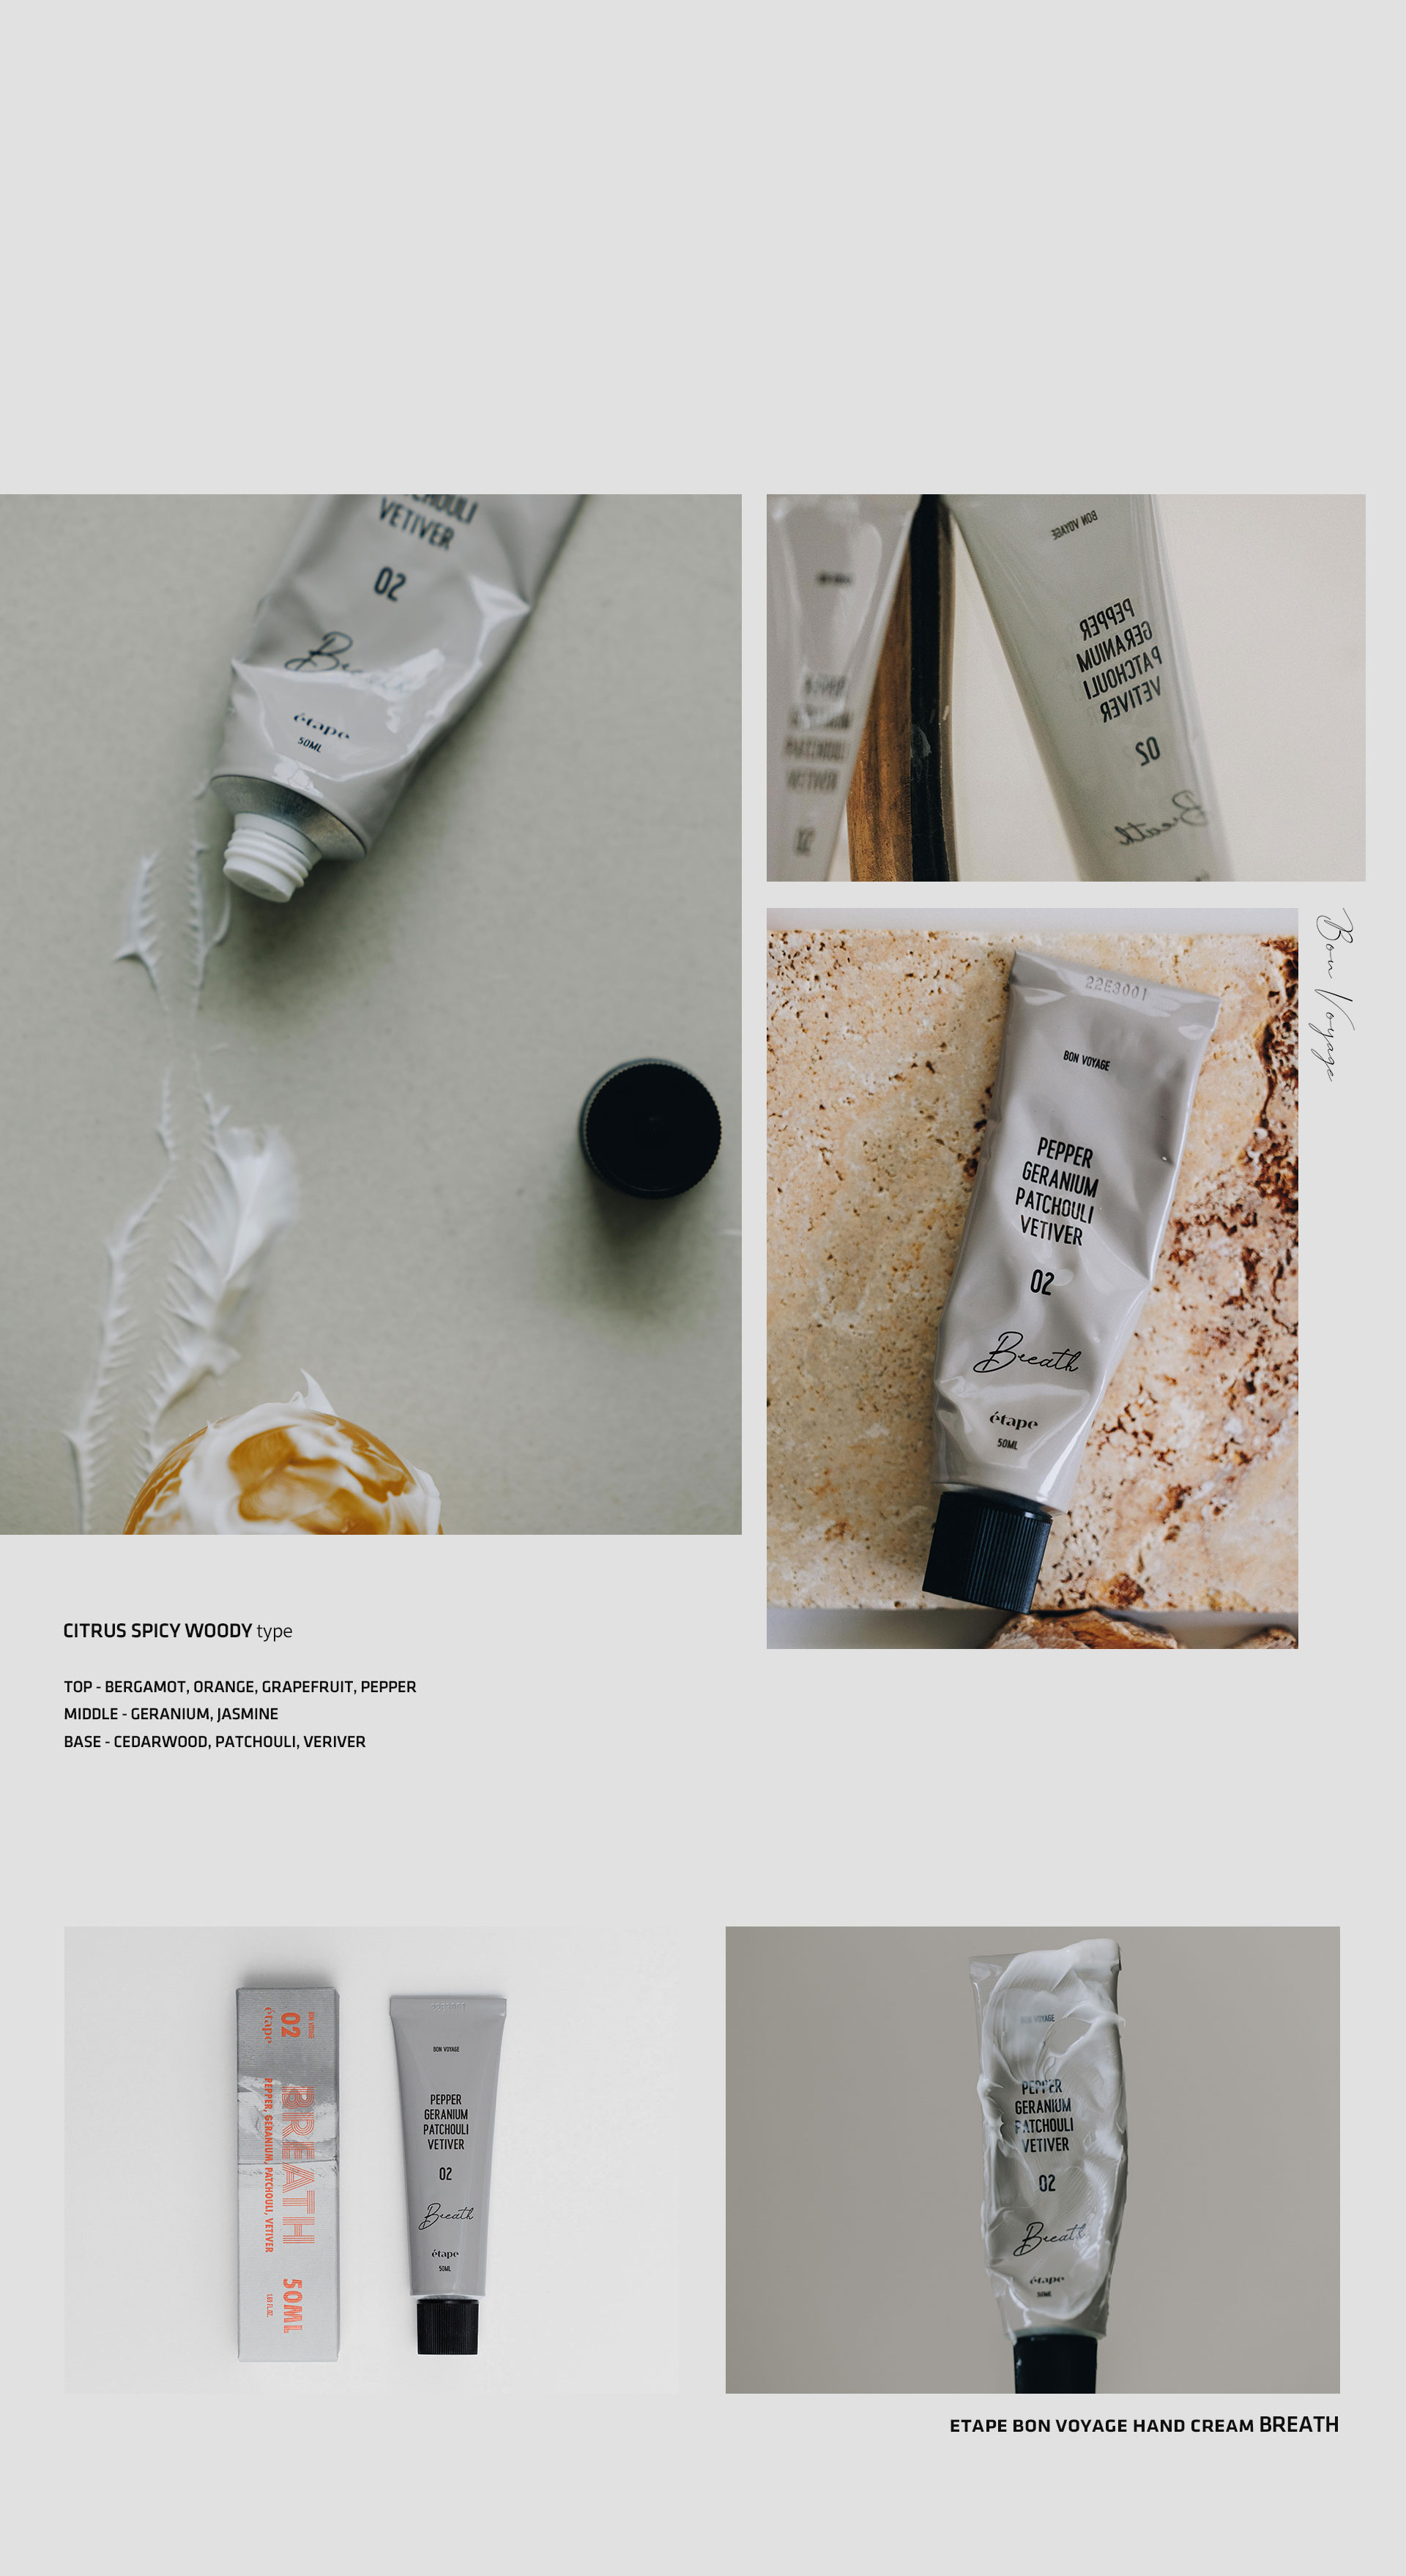 CHOULI
VETIVER
02
Breath
étape
50ML
BON VOYAGE
PEPPER
GERANIUM
PATCHOULI
VETIVER
02
Breath
PATCHOULI
VETIVER
02
Bon Voyage
22E3001
BON VOYAGE
PEPPER
GERANIUM
PATCHOULI
VETIVER
02
Breath
étape
50ML
CITRUS SPICY WOODY type
TOP - BERGAMOT, ORANGE, GRAPEFRUIT, PEPPER
MIDDLE - GERANIUM, JASMINE
BASE - CEDARWOOD, PATCHOULI, VERIVER
BON VOYAGE
02
étape
BREATH
PEPPER, GERANIUM, PATCHOULI, VETIVER
50ML
22E3001
BON VOYAGE
PEPPER
GERANIUM
PATCHOULI
VETIVER
02
Breath
étape
50ML
BON VOYAGE
PEPPER
GERANIUM
PATCHOULI
VETIVER
02
Breath
étape
50ML
ETAPE BON VOYAGE HAND CREAM BREATH